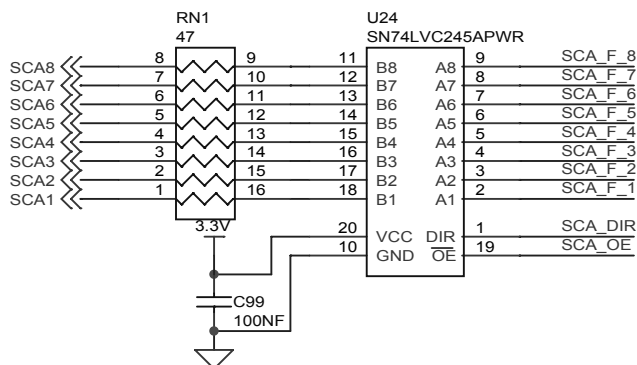 RN1 U24
47 SN74LVC245APWR
SCA8 8 9 11 B8 A8 9 SCA_F_8
SCA7 7 10 12 B7 A7 8 SCA_F_7
SCA6 6 11 13 B6 A6 7 SCA_F_6
SCA5 5 12 14 B5 A5 6 SCA_F_5
SCA4 4 13 15 B4 A4 5 SCA_F_4
SCA3 3 14 16 B3 A3 4 SCA_F_3
SCA2 2 15 17 B2 A2 3 SCA_F_2
SCA1 1 16 18 B1 A1 2 SCA_F_1
3.3V 20 VCC DIR 1 SCA_DIR
10 GND OE 19 SCA_OE
C99
100NF